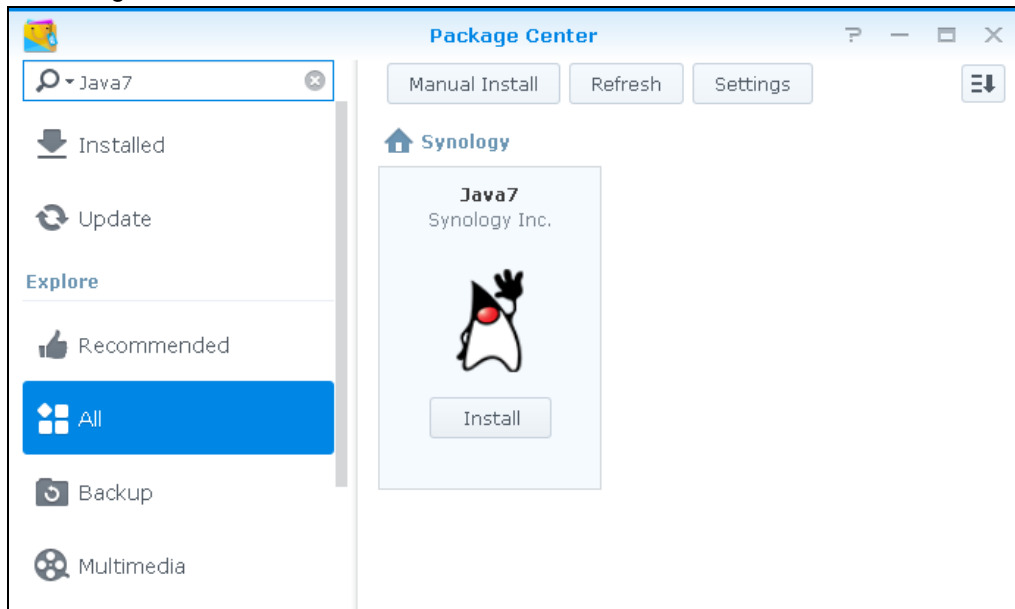 Package Center
Java7
Manual Install Refresh Settings
Installed
Update
Explore
Recommended
All
Backup
Multimedia
Synology
Java7
Synology Inc.
Install